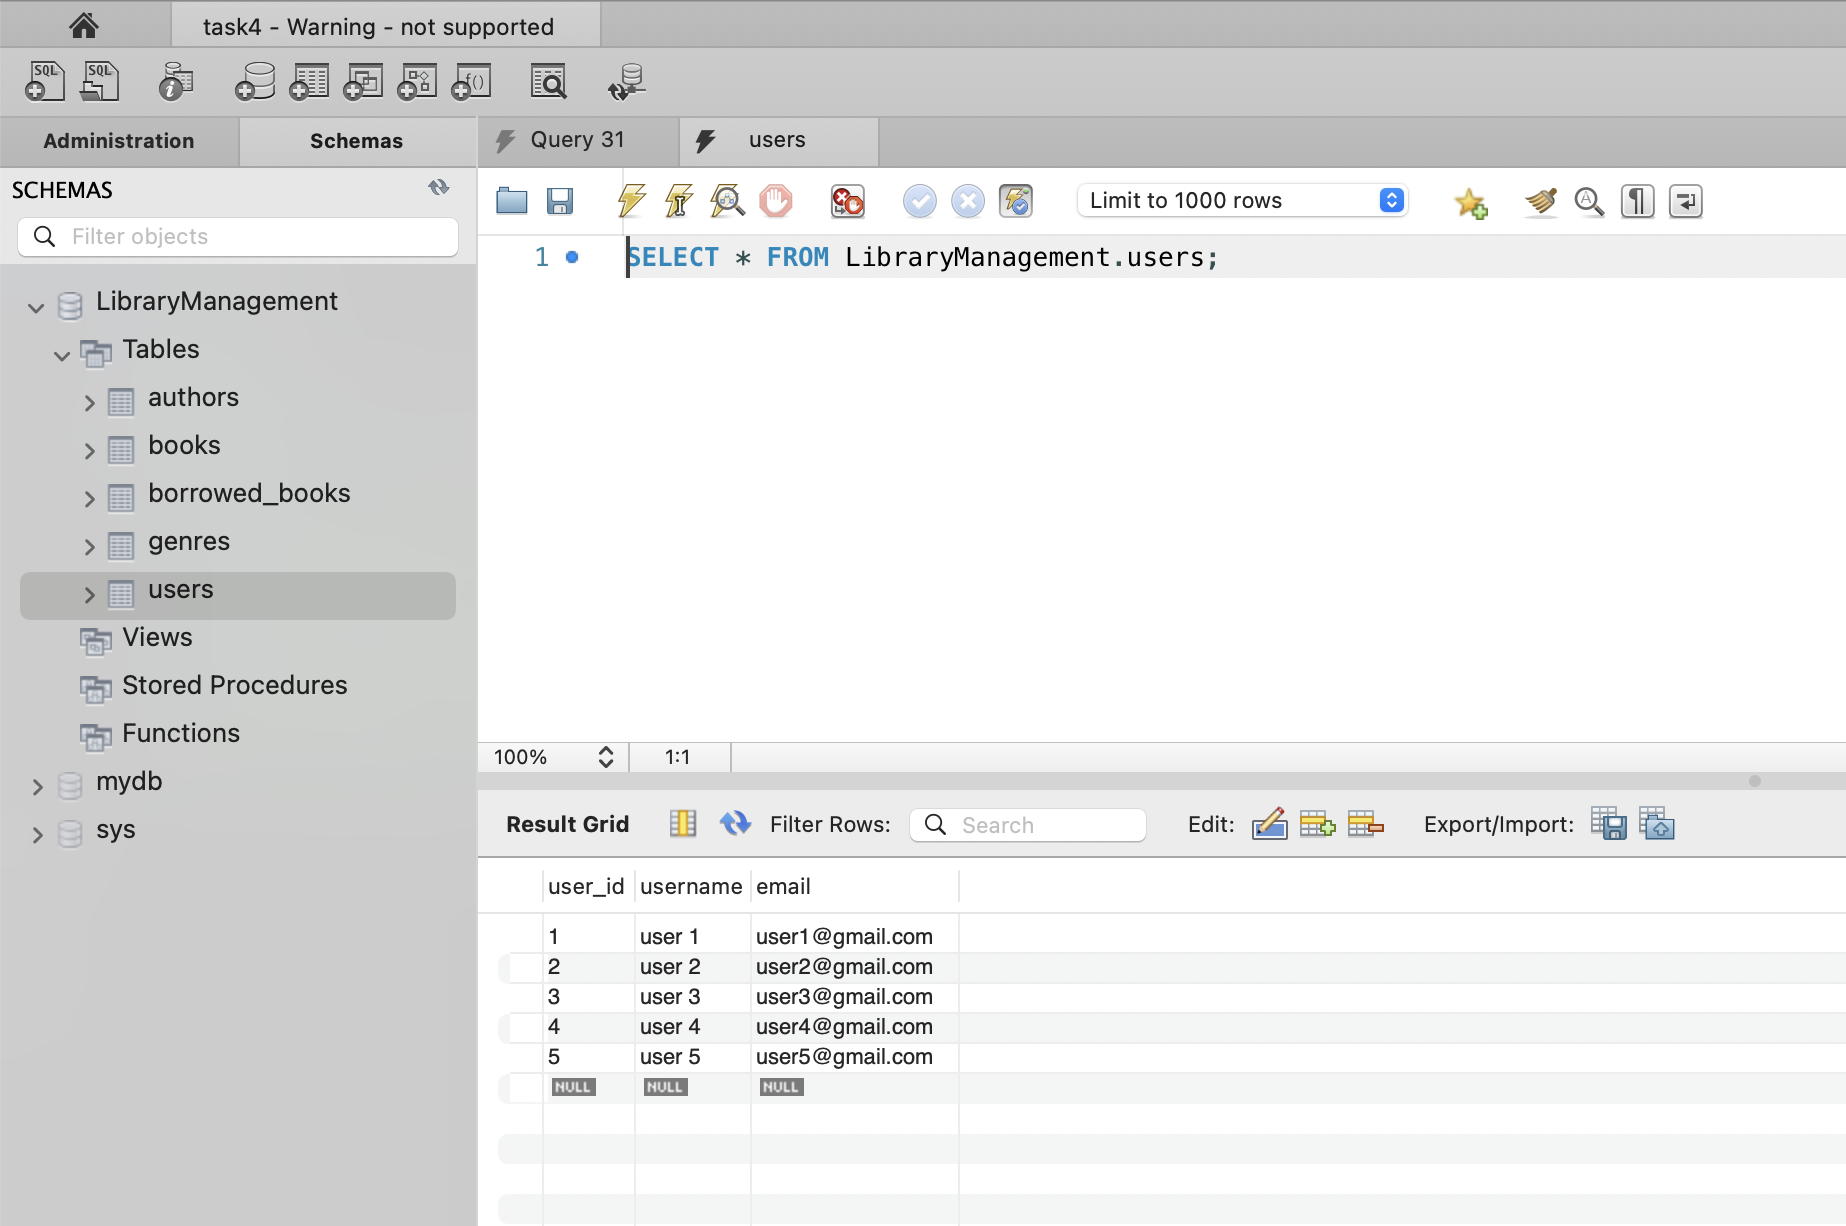 task4 - Warning - not supported
SQL SQL i f()
Administration Schemas Query 31 users
SCHEMAS
Limit to 1000 rows
Filter objects
1 SELECT * FROM LibraryManagement.users;
LibraryManagement
Tables
authors
books
borrowed_books
genres
users
Views
Stored Procedures
Functions
mydb
sys
100% 1:1
Result Grid Filter Rows: Search Edit: Export/Import:
user_id username email
1 user 1 user1@gmail.com
2 user 2 user2@gmail.com
3 user 3 user3@gmail.com
4 user 4 user4@gmail.com
5 user 5 user5@gmail.com
NULL NULL NULL